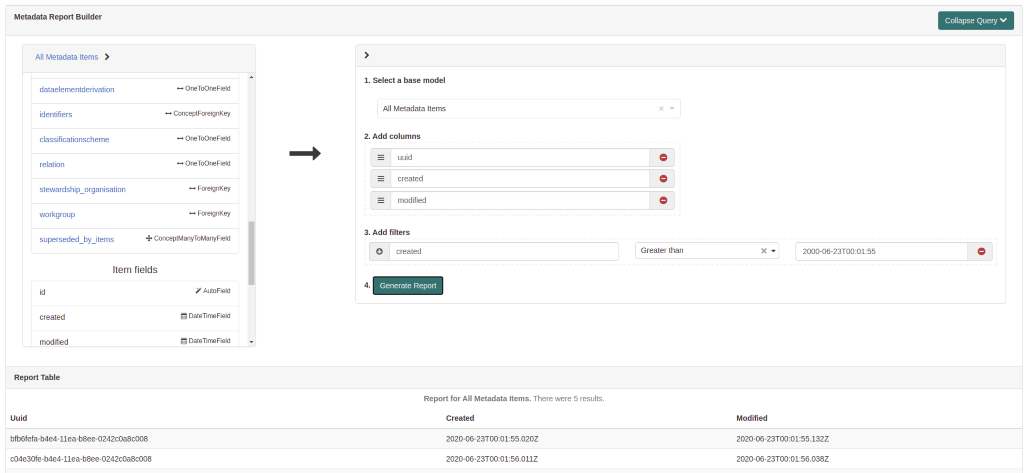 Metadata Report Builder
Collapse Query
All Metadata Items
dataelementderivation OneToOneField
identifiers ConceptForeignKey
classificationscheme OneToOneField
relation OneToOneField
stewardship_organisation ForeignKey
workgroup ForeignKey
superseded_by_items ConceptManyToManyField
Item fields
id AutoField
created DateTimeField
modified DateTimeField
1. Select a base model
All Metadata Items
2. Add columns
uuid
created
modified
3. Add filters
created Greater than 2000-06-23T00:01:55
4. Generate Report
Report Table
Report for All Metadata Items. There were 5 results.
Uuid Created Modified
bfb6fefa-b4e4-11ea-b8ee-0242c0a8c008 2020-06-23T00:01:55.020Z 2020-06-23T00:01:55.132Z
c04e30fe-b4e4-11ea-b8ee-0242c0a8c008 2020-06-23T00:01:56.011Z 2020-06-23T00:01:56.038Z